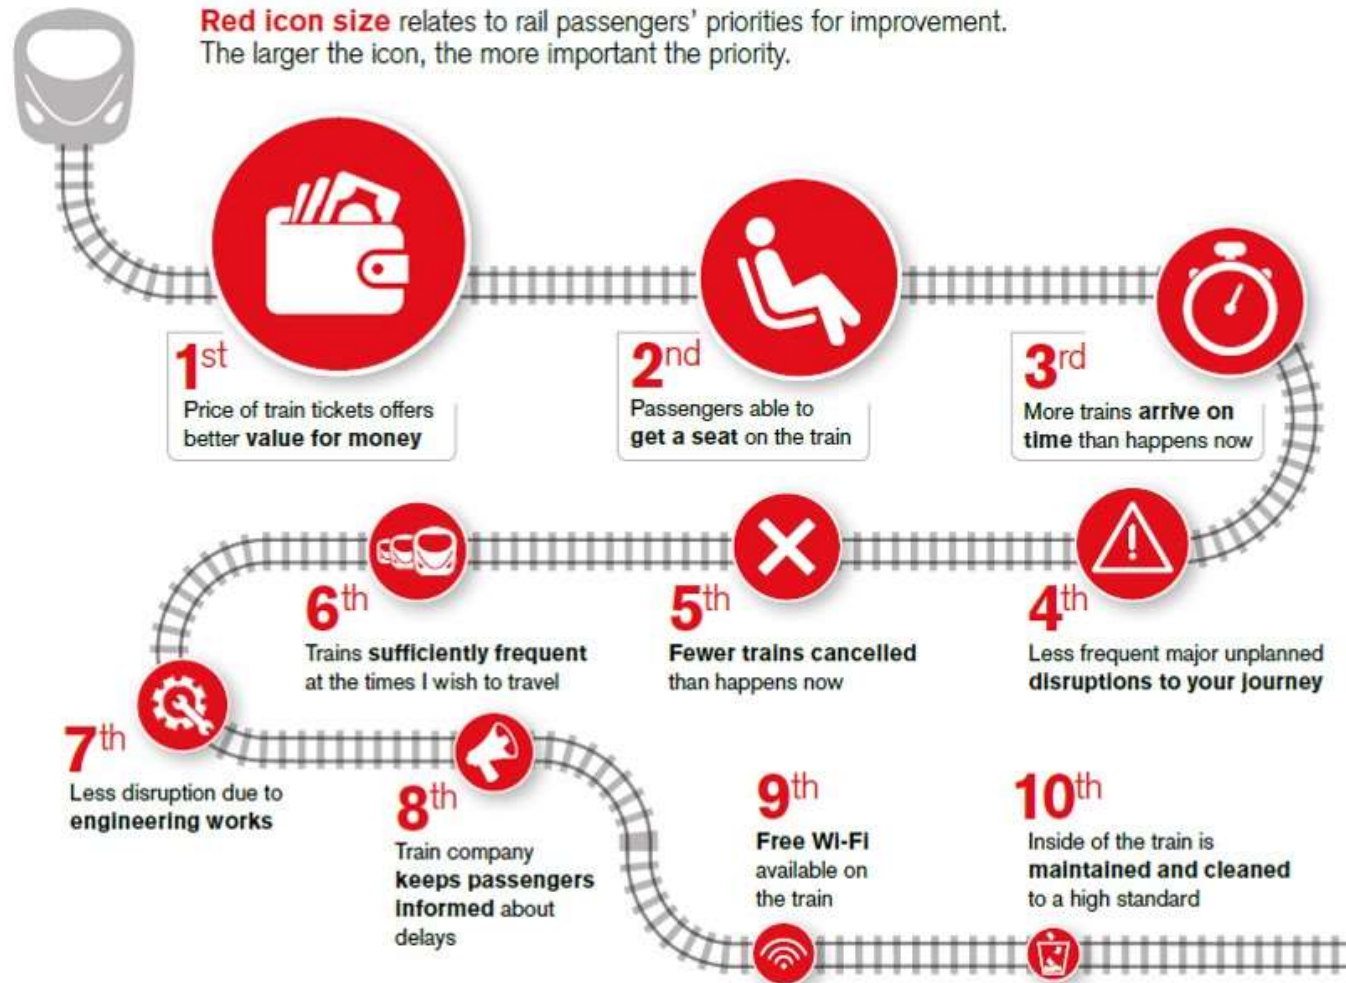 Red icon size relates to rail passengers’ priorities for improvement.
The larger the icon, the more important the priority.
1st
Price of train tickets offers
better value for money
2nd
Passengers able to
get a seat on the train
3rd
More trains arrive on
time than happens now
4th
Less frequent major unplanned
disruptions to your journey
5th
Fewer trains cancelled
than happens now
6th
Trains sufficiently frequent
at the times I wish to travel
7th
Less disruption due to
engineering works
8th
Train company
keeps passengers
informed about
delays
9th
Free Wi-Fi
available on
the train
10th
Inside of the train is
maintained and cleaned
to a high standard